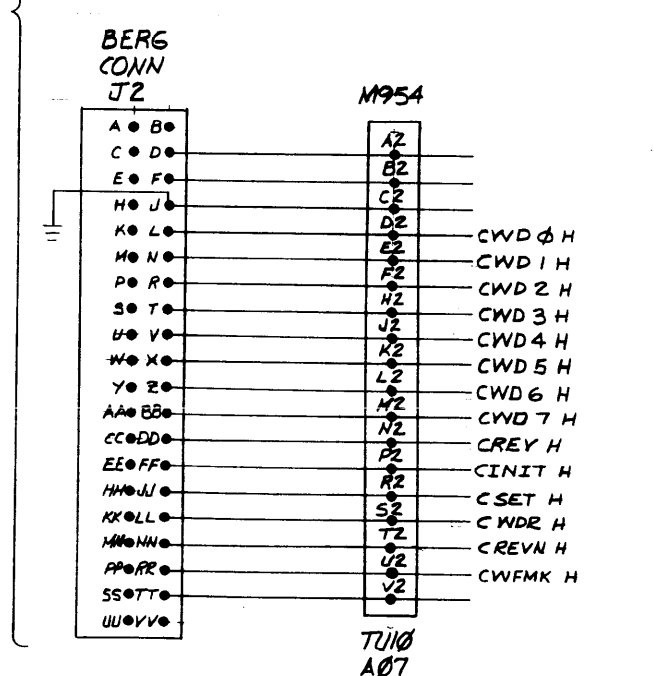 BERG
CONN
J2
M954
A B
C D
E F
H J
K L
M N
P R
S T
U V
W X
Y Z
AA BB
CC DD
EE FF
HH JJ
KK LL
MM NN
PP RR
SS TT
UU VV
A2
B2
C2
D2
E2
F2
H2
J2
K2
L2
M2
N2
P2
R2
S2
T2
U2
V2
CWD Ø H
CWD 1 H
CWD 2 H
CWD 3 H
CWD 4 H
CWD 5 H
CWD 6 H
CWD 7 H
CREV H
CINIT H
CSET H
CWDR H
CREVN H
CWFMK H
TU1Ø
AØ7